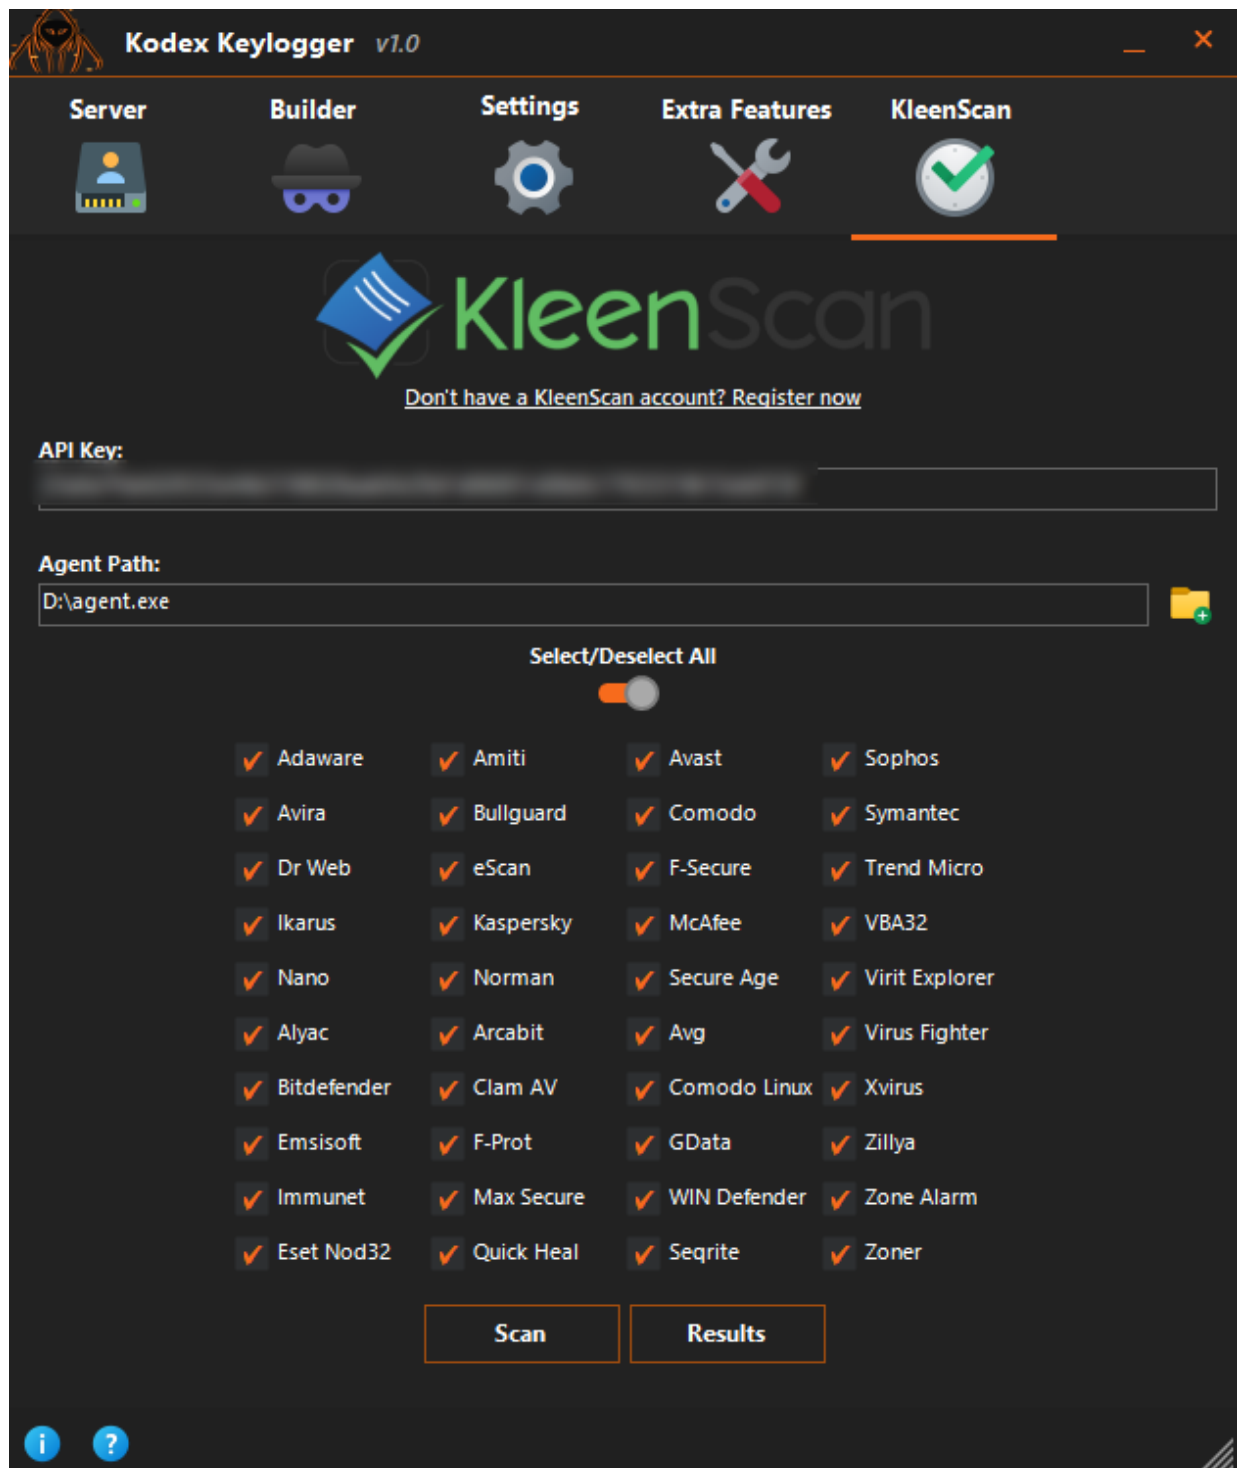 Kodex Keylogger v1.0
Server Builder Settings Extra Features KleenScan
KleenScan
Don't have a KleenScan account? Register now
API Key:
Agent Path:
D:\agent.exe
Select/Deselect All
Adaware Amiti Avast Sophos
Avira Bullguard Comodo Symantec
Dr Web eScan F-Secure Trend Micro
Ikarus Kaspersky McAfee VBA32
Nano Norman Secure Age Virit Explorer
Alyac Arcabit Avg Virus Fighter
Bitdefender Clam AV Comodo Linux Xvirus
Emsisoft F-Prot GData Zillya
Immunet Max Secure WIN Defender Zone Alarm
Eset Nod32 Quick Heal Seqrite Zoner
Scan Results
i ?